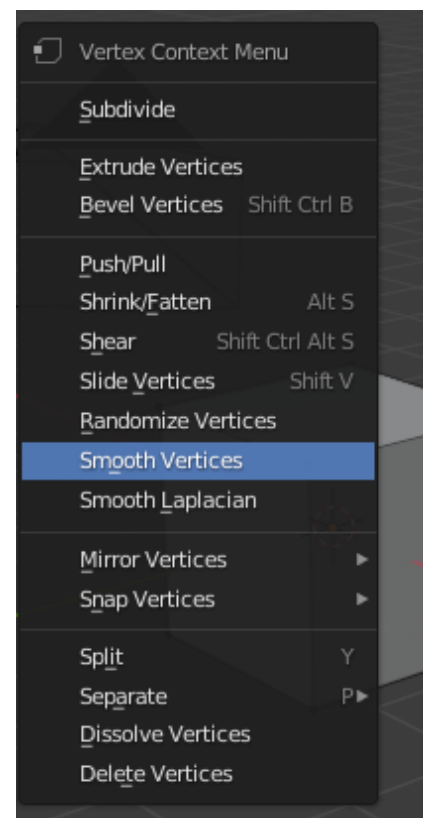 Vertex Context Menu
Subdivide
Extrude Vertices
Bevel Vertices Shift Ctrl B
Push/Pull
Shrink/Fatten Alt S
Shear Shift Ctrl Alt S
Slide Vertices Shift V
Randomize Vertices
Smooth Vertices
Smooth Laplacian
Mirror Vertices
Snap Vertices
Split Y
Separate P
Dissolve Vertices
Delete Vertices